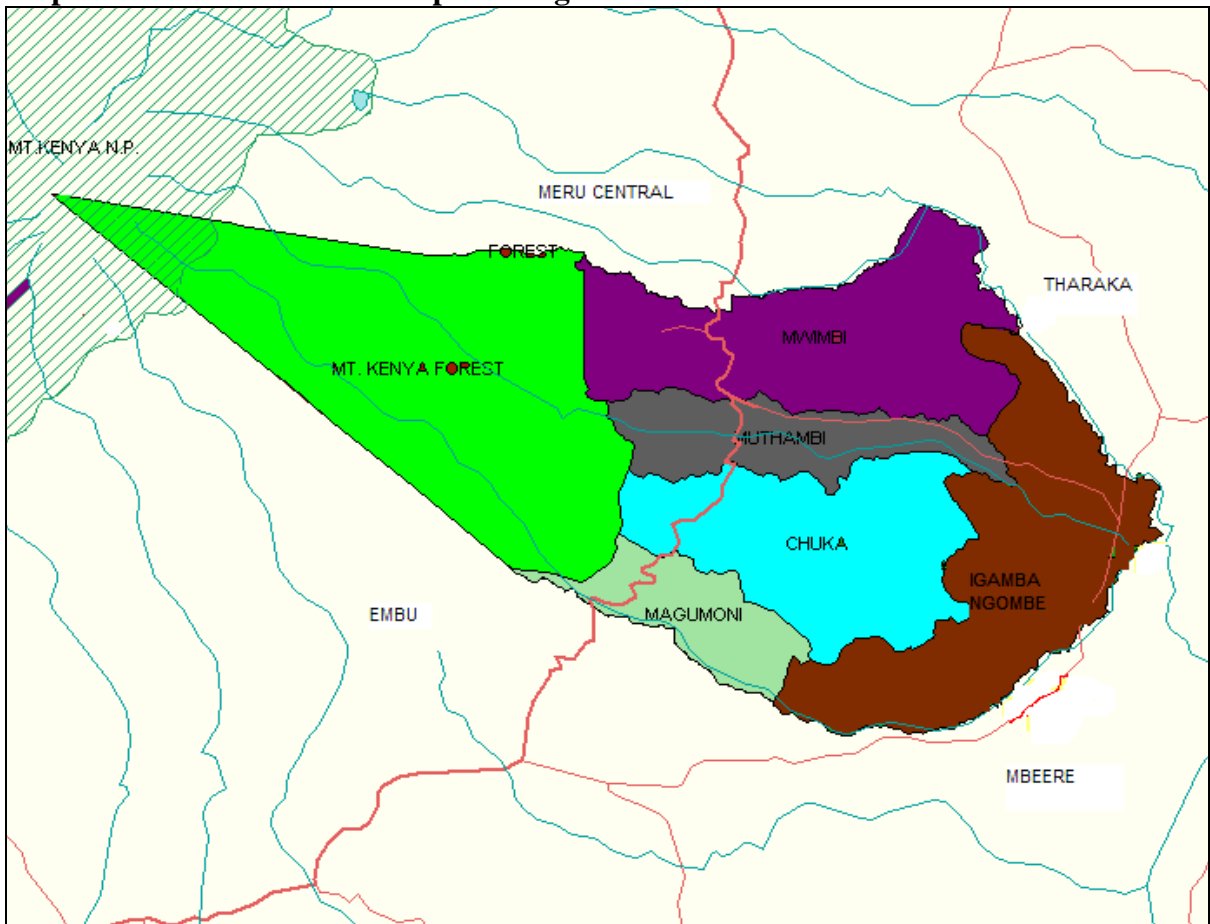 MT.KENYA N.P.
MERU CENTRAL
FOREST
THARAKA
MWIMBI
MT. KENYA FOREST
MUTHAMBI
CHUKA
IGAMBA
NGOMBE
EMBU
MAGUMONI
MBEERE